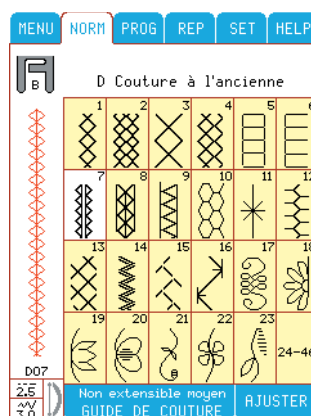 MENU NORM PROG REP SET HELP
B
D Couture à l'ancienne
1 2 3 4 5 6
7 8 9 10 11 12
13 14 15 16 17 18
19 20 21 22 23 24-46
D07
2.5
3.0
Non extensible moyen
GUIDE DE COUTURE
AJUSTER